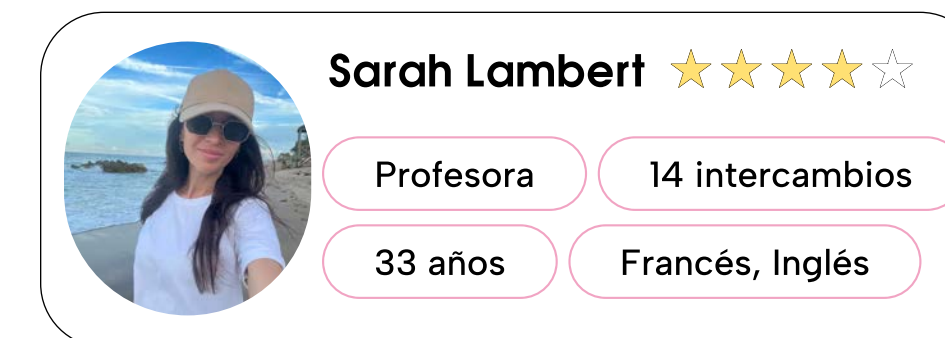 Sarah Lambert
Profesora 14 intercambios
33 años Francés, Inglés